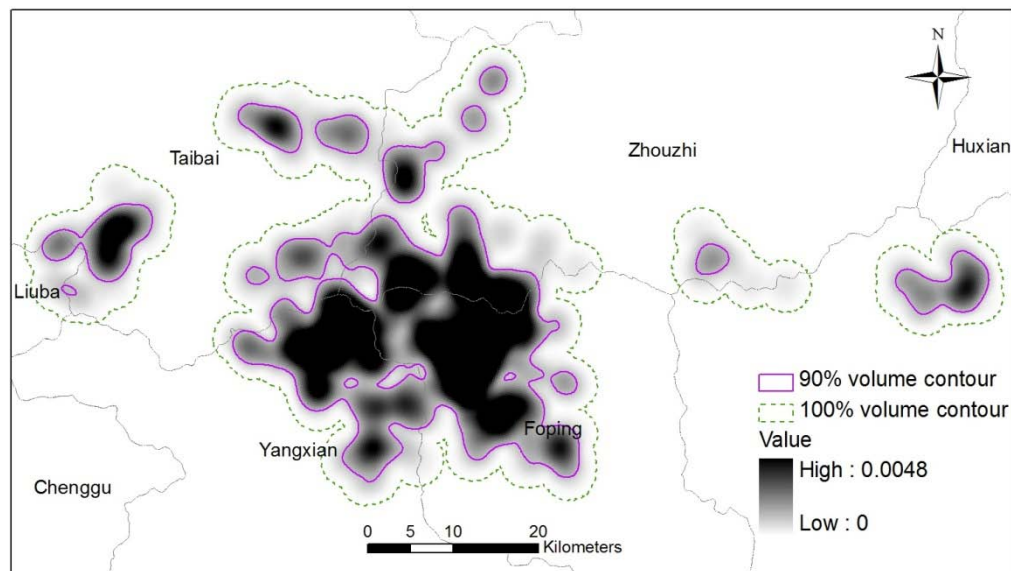 N
Taibai
Zhouzhi
Huxian
Liuba
Yangxian
Foping
Chenggu
90% volume contour
100% volume contour
Value
High : 0.0048
Low : 0
0 5 10 20
Kilometers